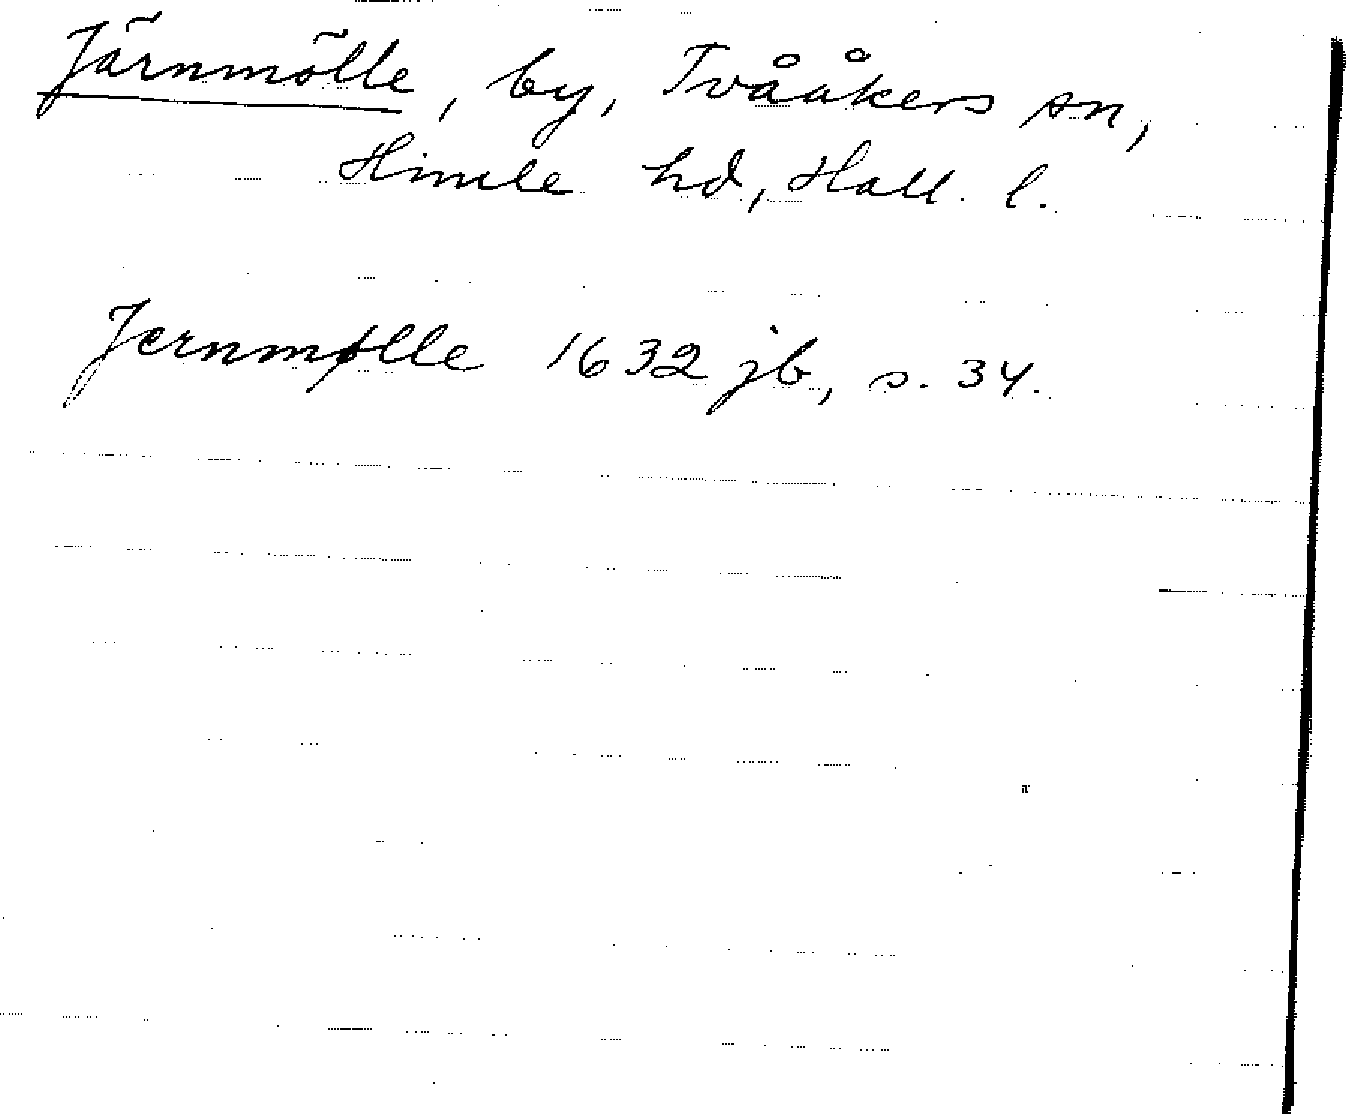 Järnmölle, by, Tvååkers sn,
Himle hd, Hall. l.
Jernmølle 1632 jb, s. 34.